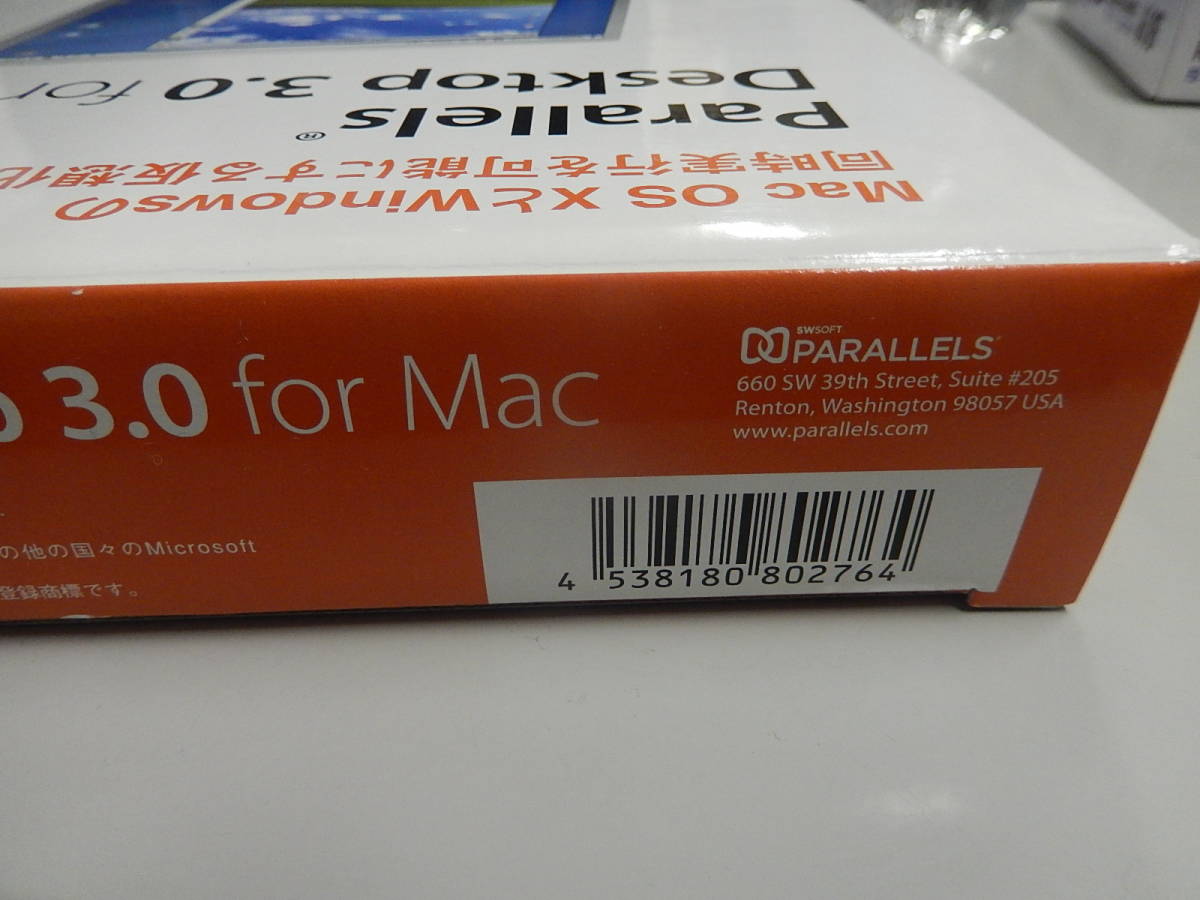 Mac OS XとWindowsの
同時実行を可能にする仮想化
Parallels®
Desktop 3.0 for
3.0 for Mac
SWSOFT
PARALLELS
660 SW 39th Street, Suite #205
Renton, Washington 98057 USA
www.parallels.com
の他の国々のMicrosoft
登録商標です。
4 538180 802764